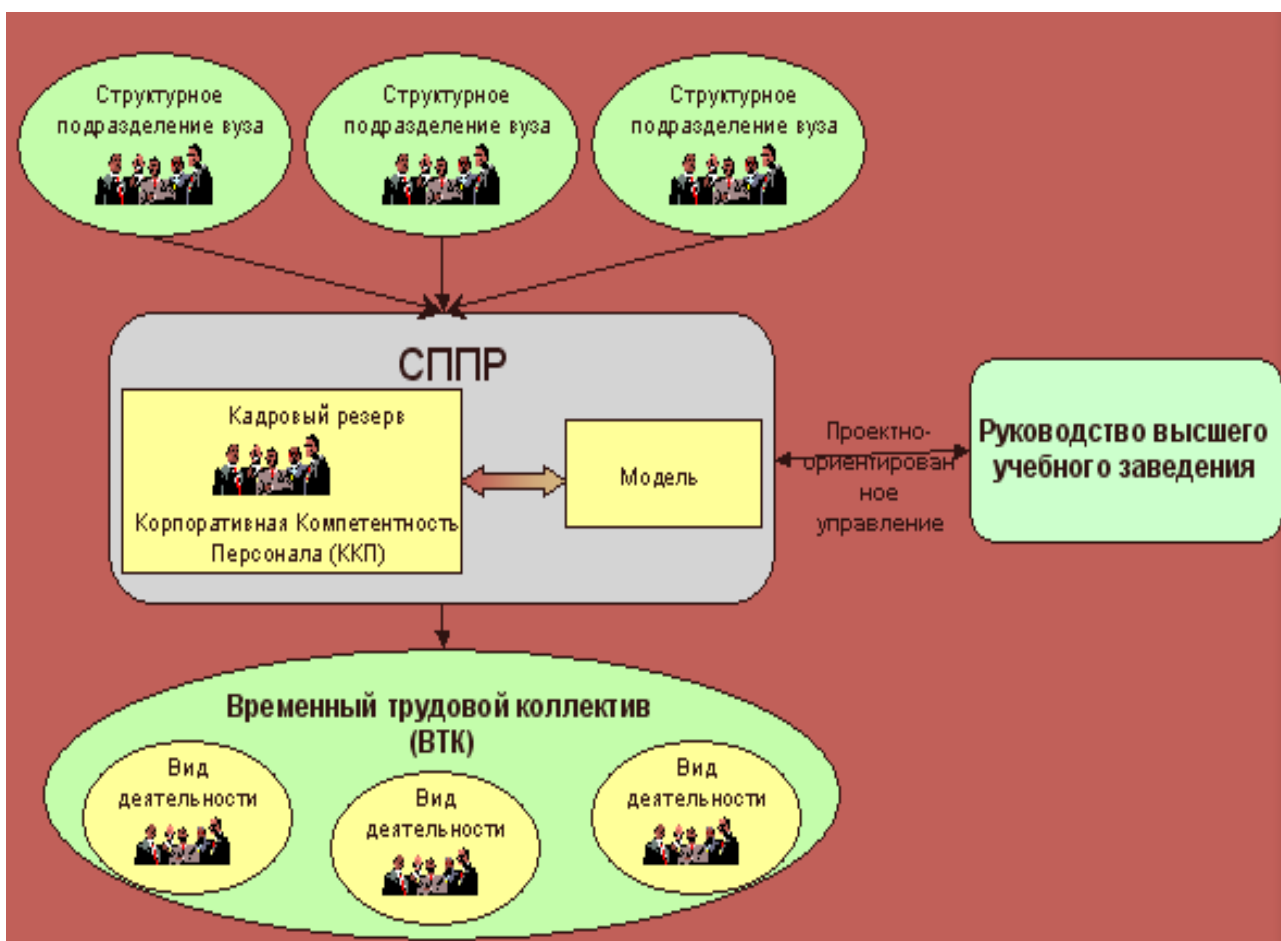 Структурное
подразделение вуза
Структурное
подразделение вуза
Структурное
подразделение вуза
СППР
Кадровый резерв
Корпоративная Компетентность
Персонала (ККП)
Модель
Проектно-
ориентирован
ное
управление
Руководство высшего
учебного заведения
Временный трудовой коллектив
(ВТК)
Вид
деятельности
Вид
деятельности
Вид
деятельности